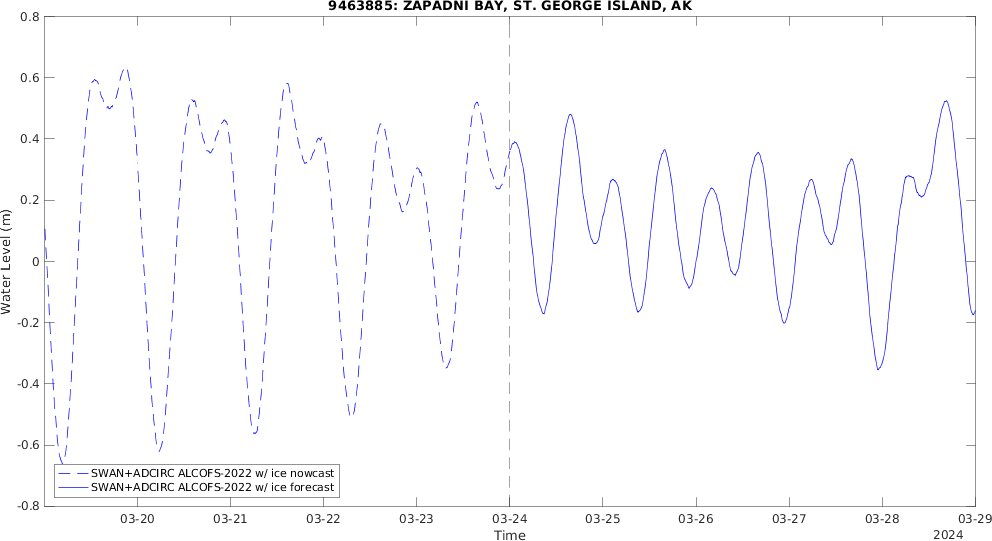 9463885: ZAPADNI BAY, ST. GEORGE ISLAND, AK
0.8
0.6
0.4
0.2
0
-0.2
-0.4
-0.6
-0.8
Water Level (m)
SWAN+ADCIRC ALCOFS-2022 w/ ice nowcast
SWAN+ADCIRC ALCOFS-2022 w/ ice forecast
03-20 03-21 03-22 03-23 03-24 03-25 03-26 03-27 03-28 03-29
Time
2024